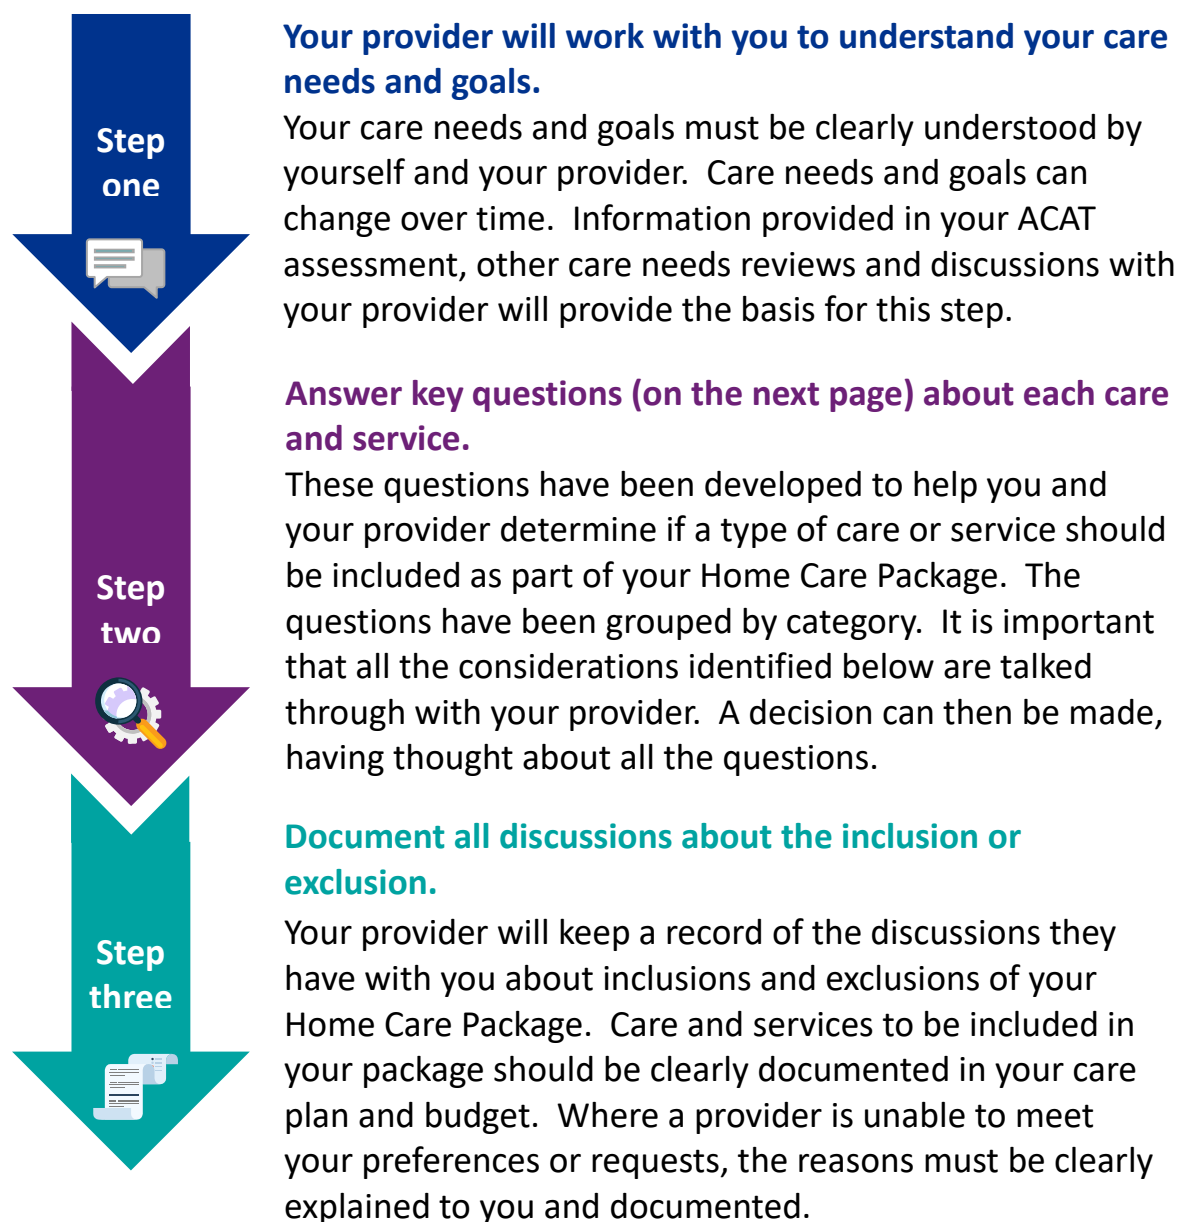 Step
one
Your provider will work with you to understand your care
needs and goals.
Your care needs and goals must be clearly understood by
yourself and your provider.  Care needs and goals can
change over time.  Information provided in your ACAT
assessment, other care needs reviews and discussions with
your provider will provide the basis for this step.
Step
two
Answer key questions (on the next page) about each care
and service.
These questions have been developed to help you and
your provider determine if a type of care or service should
be included as part of your Home Care Package.  The
questions have been grouped by category.  It is important
that all the considerations identified below are talked
through with your provider.  A decision can then be made,
having thought about all the questions.
Step
three
Document all discussions about the inclusion or
exclusion.
Your provider will keep a record of the discussions they
have with you about inclusions and exclusions of your
Home Care Package.  Care and services to be included in
your package should be clearly documented in your care
plan and budget.  Where a provider is unable to meet
your preferences or requests, the reasons must be clearly
explained to you and documented.